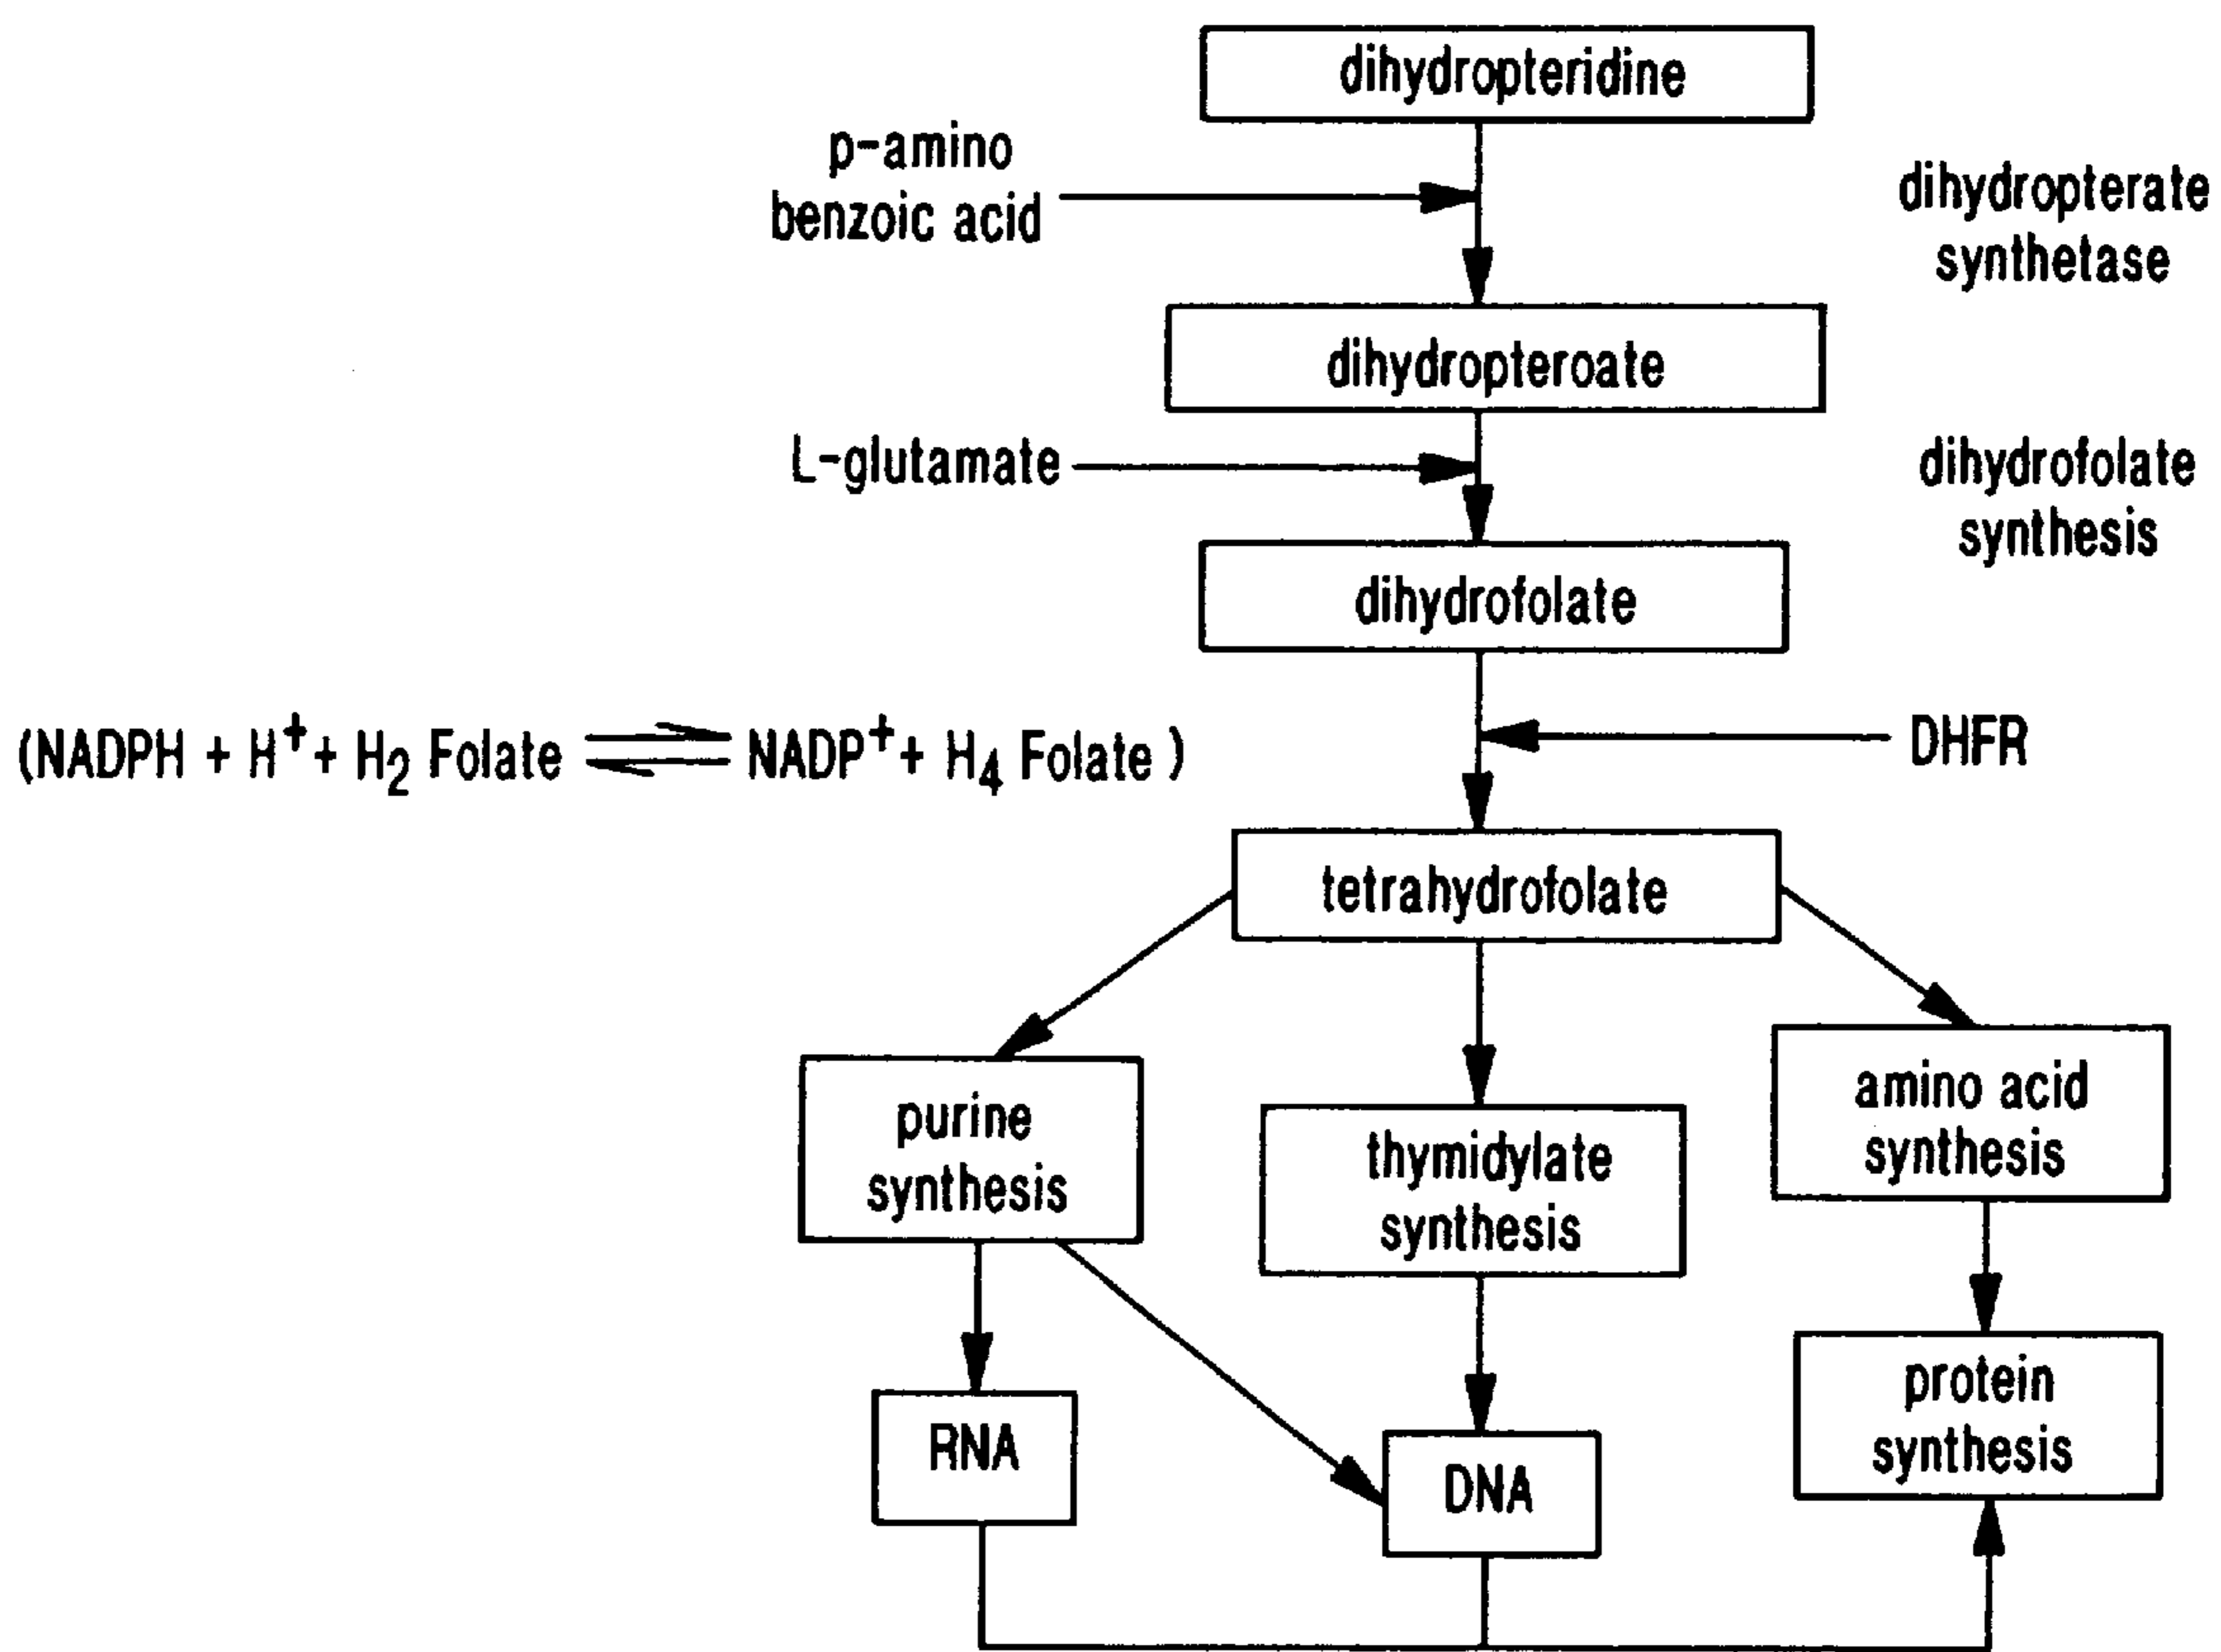 dihydropteridine
p-amino
benzoic acid
dihydropterate
synthetase
dihydropteroate
L-glutamate
dihydrofolate
synthesis
dihydrofolate
(NADPH + H⁺ + H₂ Folate ⇌ NADP⁺ + H₄ Folate )
DHFR
tetrahydrofolate
purine
synthesis
thymidylate
synthesis
amino acid
synthesis
RNA
DNA
protein
synthesis